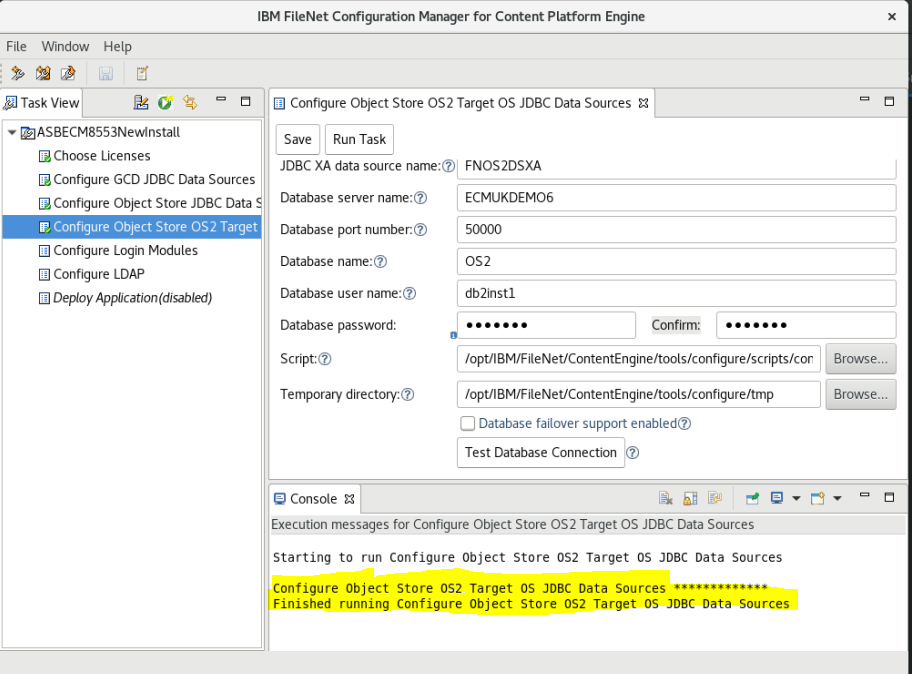 IBM FileNet Configuration Manager for Content Platform Engine
File Window Help
Task View
ASBECM8553NewInstall
Choose Licenses
Configure GCD JDBC Data Sources
Configure Object Store JDBC Data S
Configure Object Store OS2 Target
Configure Login Modules
Configure LDAP
Deploy Application(disabled)
Configure Object Store OS2 Target OS JDBC Data Sources
Save Run Task
JDBC XA data source name: FNOS2DSXA
Database server name: ECMUKDEMO6
Database port number: 50000
Database name: OS2
Database user name: db2inst1
Database password: ••••••• Confirm: •••••••
Script: /opt/IBM/FileNet/ContentEngine/tools/configure/scripts/con Browse...
Temporary directory: /opt/IBM/FileNet/ContentEngine/tools/configure/tmp Browse...
Database failover support enabled
Test Database Connection
Console
Execution messages for Configure Object Store OS2 Target OS JDBC Data Sources
Starting to run Configure Object Store OS2 Target OS JDBC Data Sources
Configure Object Store OS2 Target OS JDBC Data Sources *************
Finished running Configure Object Store OS2 Target OS JDBC Data Sources